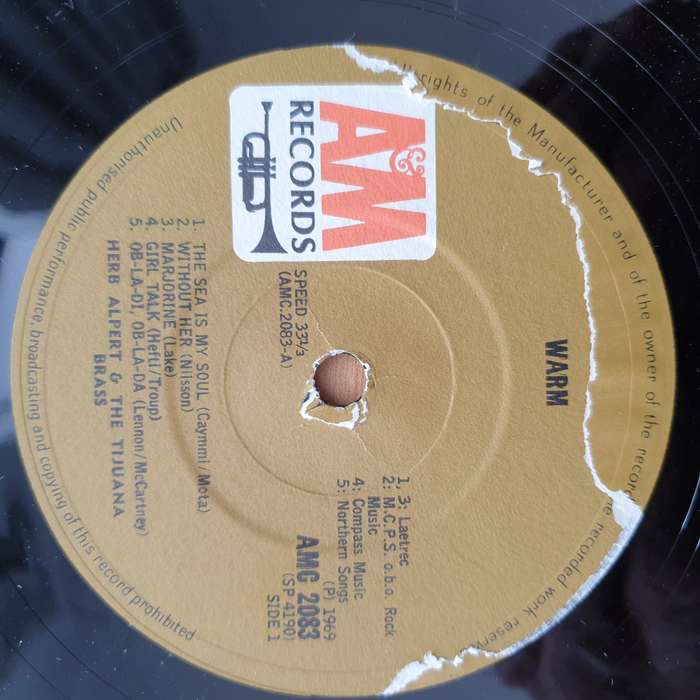 All rights of the Manufacturer and of the owner of the recorded work reserved
WARM
A&M
RECORDS
SPEED 33⅓
(AMC.2083-A)
1, 3: Laetrec
2: M.C.P.S. o.b.o. Rock
Music
4: Compass Music
5: Northern Songs
(P) 1969
AMC 2083
(SP 4190)
SIDE 1
1. THE SEA IS MY SOUL (Caymmi/Mota)
2. WITHOUT HER (Nilsson)
3. MARJORINE (Lake)
4. GIRL TALK (Hefti/Troup)
5. OB-LA-DI, OB-LA-DA (Lennon/McCartney)
HERB ALPERT & THE TIJUANA
BRASS
Unauthorised public performance, broadcasting and copying of this record prohibited